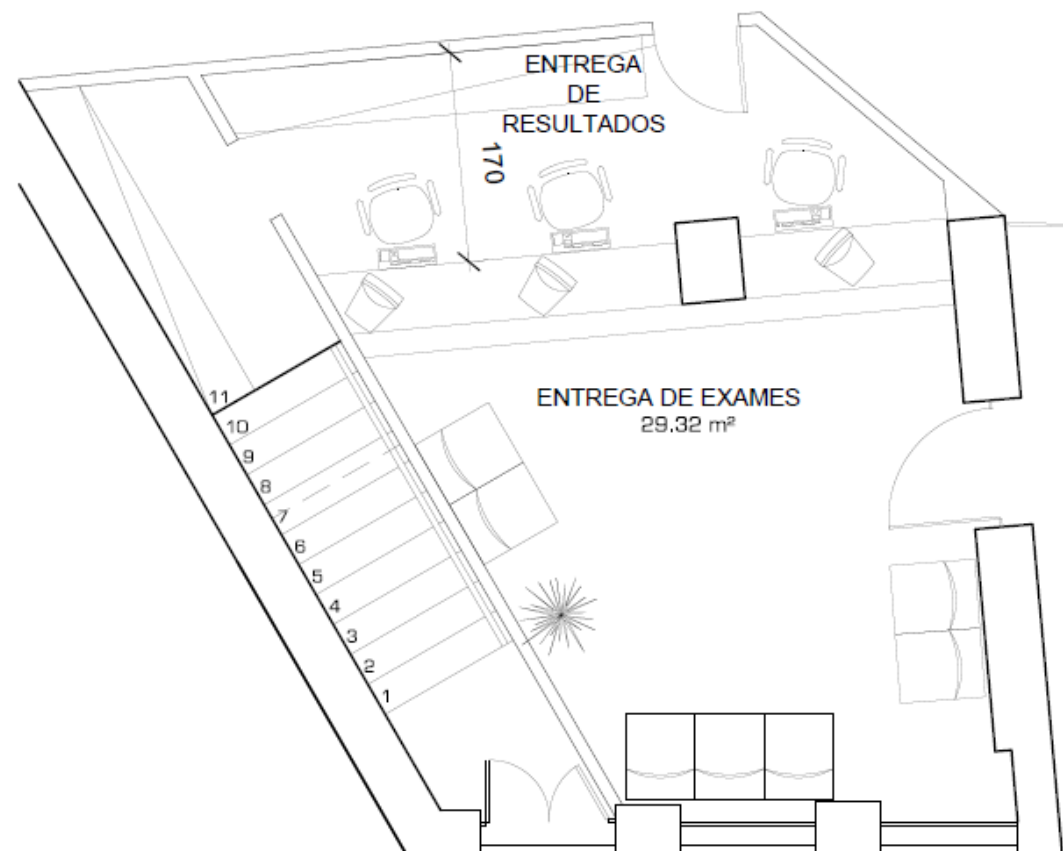 ENTREGA
DE
RESULTADOS
170
ENTREGA DE EXAMES
29.32 m²
11
10
9
8
7
6
5
4
3
2
1